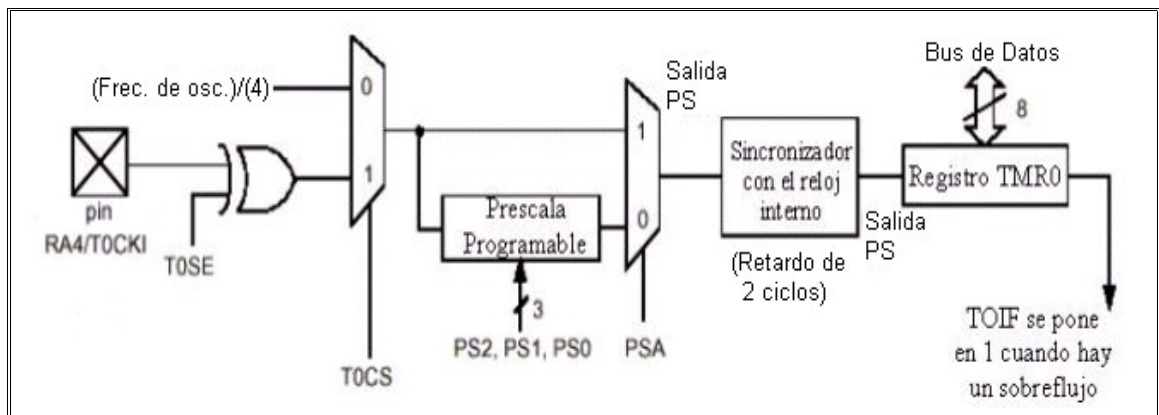 (Frec. de osc.)/(4)
0
1
pin
RA4/T0CKI
T0SE
T0CS
Prescala
Programable
3
PS2, PS1, PS0
1
0
PSA
Salida
PS
Sincronizador
con el reloj
interno
(Retardo de
2 ciclos)
Salida
PS
Bus de Datos
8
Registro TMR0
TOIF se pone
en 1 cuando hay
un sobreflujo